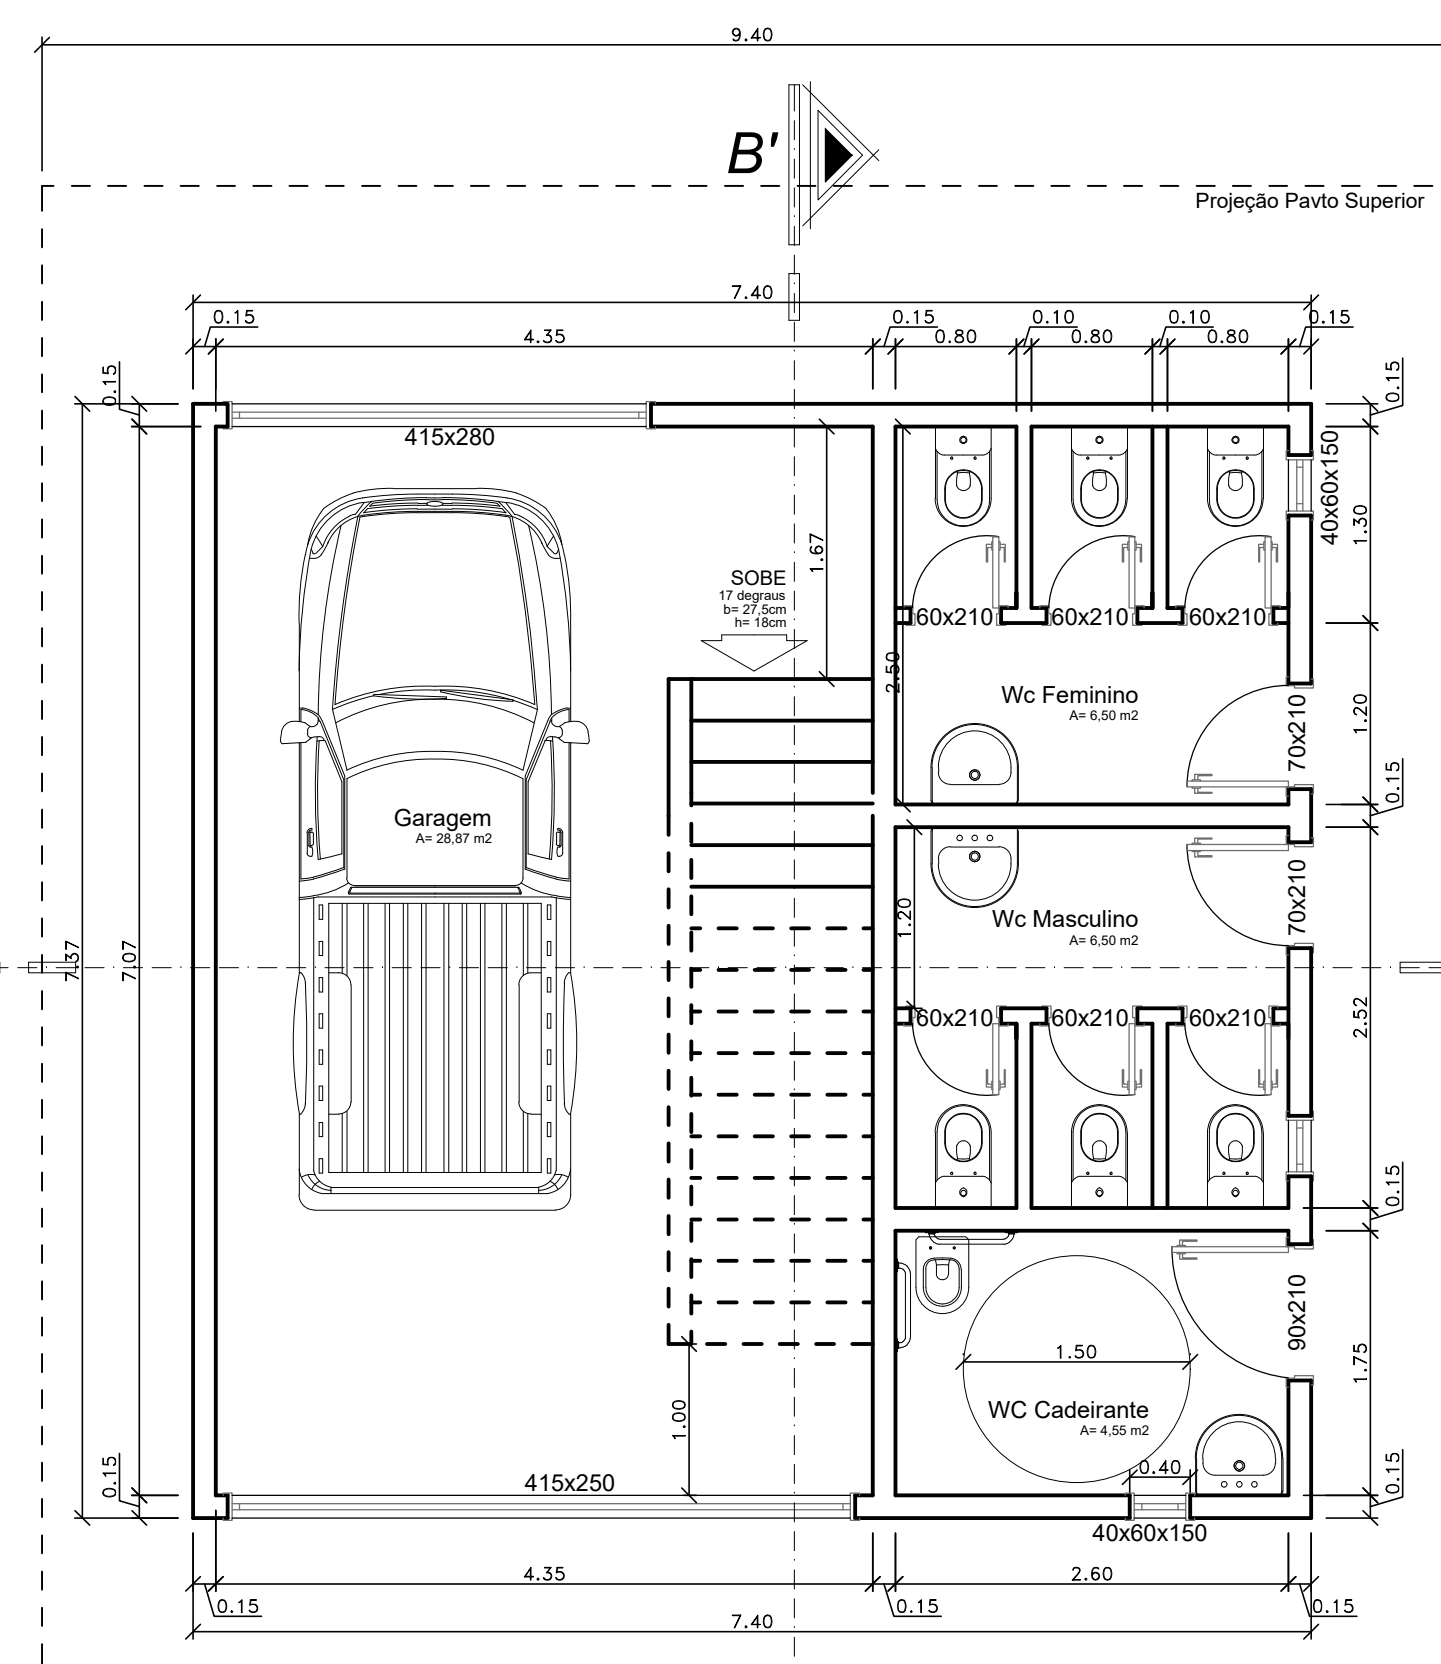 9.40
B'
Projeção Pavto Superior
7.40
0.15
4.35
0.15
0.80
0.10
0.80
0.10
0.80
0.15
0.15
0.15
415x280
40x60x150
1.30
1.67
SOBE
17 degraus
b= 27,5cm
h= 18cm
60x210
60x210
60x210
2.50
Wc Feminino
A= 6,50 m2
70x210
1.20
0.15
Garagem
A= 28,87 m2
70x210
1.20
Wc Masculino
A= 6,50 m2
7.37
7.07
60x210
60x210
60x210
2.52
0.15
90x210
1.50
1.75
WC Cadeirante
A= 4,55 m2
1.00
0.40
0.15
0.15
415x250
40x60x150
4.35
2.60
0.15
0.15
0.15
7.40